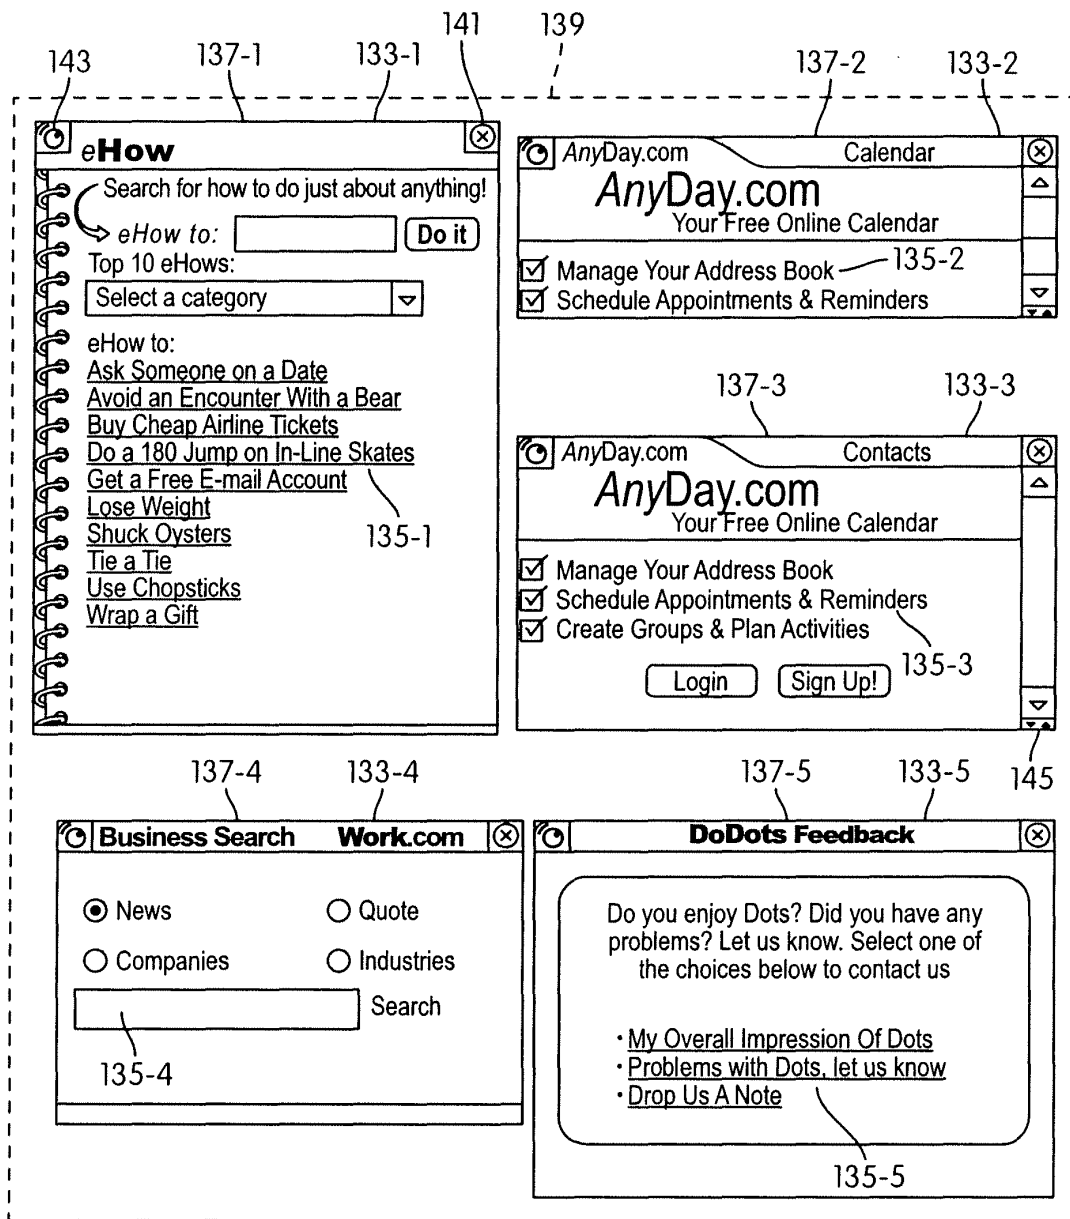 143 137-1 133-1 141 139 137-2 133-2
eHow
Search for how to do just about anything!
eHow to: Do it
Top 10 eHows:
Select a category
eHow to:
Ask Someone on a Date
Avoid an Encounter With a Bear
Buy Cheap Airline Tickets
Do a 180 Jump on In-Line Skates
Get a Free E-mail Account
Lose Weight
Shuck Oysters
Tie a Tie
Use Chopsticks
Wrap a Gift
135-1
AnyDay.com Calendar
AnyDay.com
Your Free Online Calendar
Manage Your Address Book 135-2
Schedule Appointments & Reminders
137-3 133-3
AnyDay.com Contacts
AnyDay.com
Your Free Online Calendar
Manage Your Address Book
Schedule Appointments & Reminders
Create Groups & Plan Activities
135-3
Login Sign Up!
145
137-4 133-4
Business Search Work.com
News Quote
Companies Industries
Search
135-4
137-5 133-5
DoDots Feedback
Do you enjoy Dots? Did you have any
problems? Let us know. Select one of
the choices below to contact us
· My Overall Impression Of Dots
· Problems with Dots, let us know
· Drop Us A Note
135-5